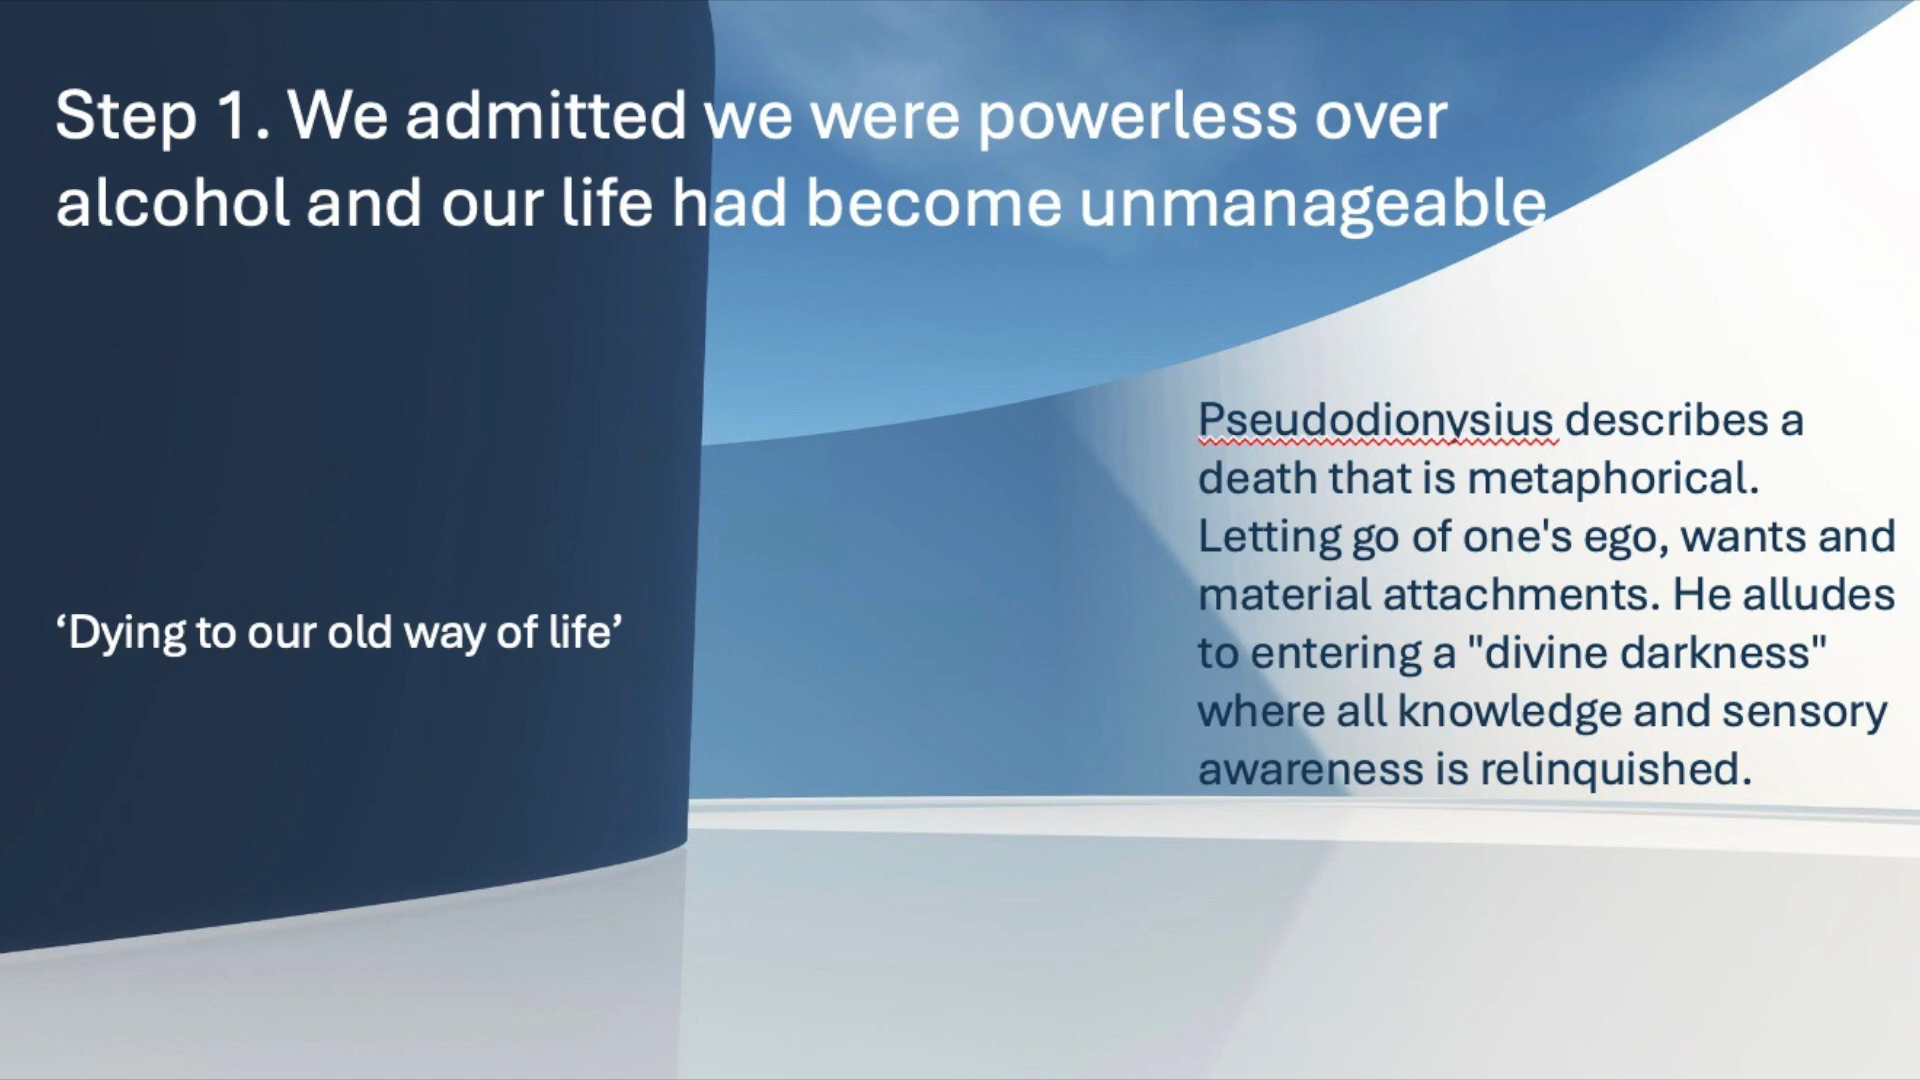 Step 1. We admitted we were powerless over
alcohol and our life had become unmanageable
‘Dying to our old way of life’
Pseudodionysius describes a
death that is metaphorical.
Letting go of one's ego, wants and
material attachments. He alludes
to entering a "divine darkness"
where all knowledge and sensory
awareness is relinquished.